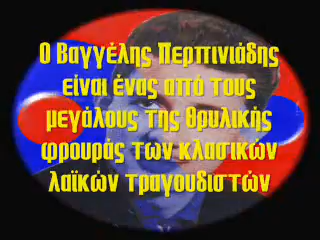 Ο Βαγγέλης Περπινιάδης
είναι ένας από τους
μεγάλους της θρυλικής
φρουράς των κλασικών
λαϊκών τραγουδιστών